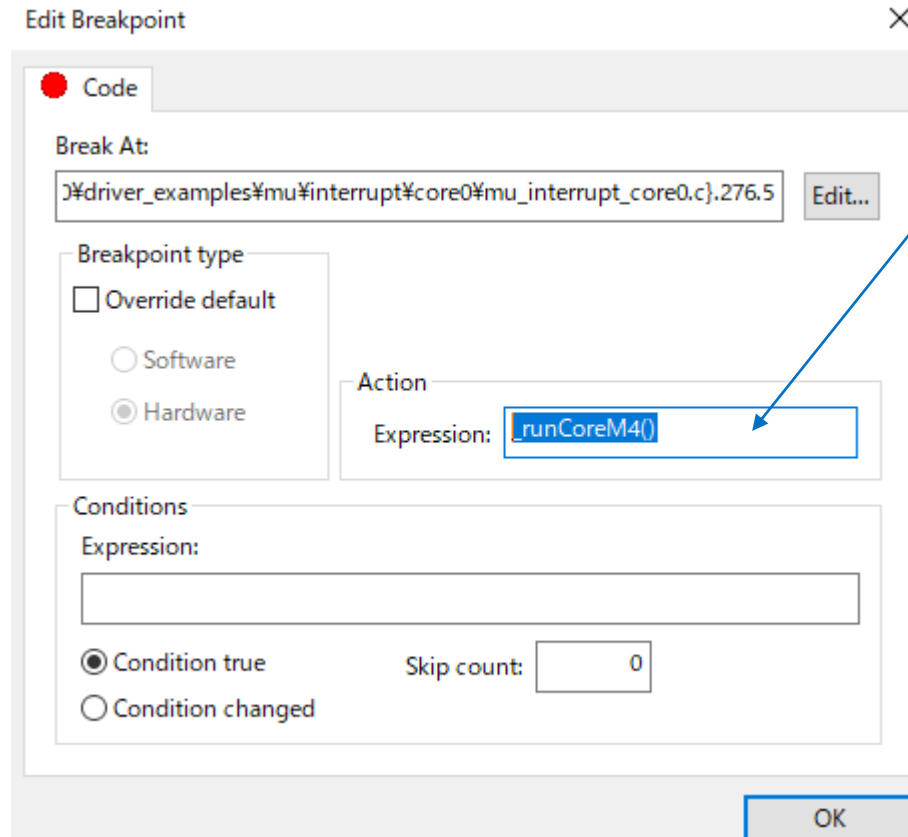 Edit Breakpoint
Code
Break At:
)¥driver_examples¥mu¥interrupt¥core0¥mu_interrupt_core0.c}.276.5
Edit...
Breakpoint type
Override default
Software
Hardware
Action
Expression: _runCoreM4()
Conditions
Expression:
Condition true
Skip count: 0
Condition changed
OK